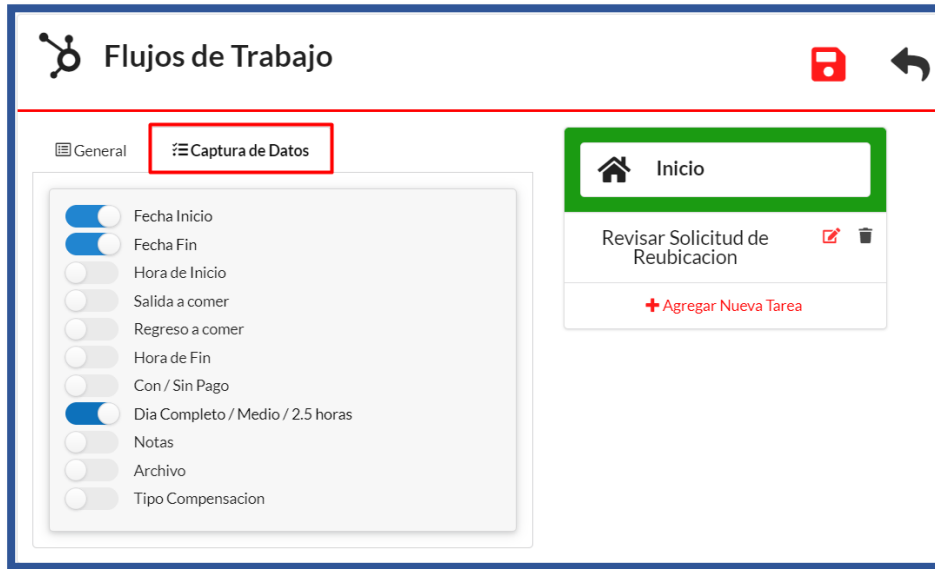 Flujos de Trabajo
General
Captura de Datos
Fecha Inicio
Fecha Fin
Hora de Inicio
Salida a comer
Regreso a comer
Hora de Fin
Con / Sin Pago
Dia Completo / Medio / 2.5 horas
Notas
Archivo
Tipo Compensacion
Inicio
Revisar Solicitud de
Reubicacion
Agregar Nueva Tarea